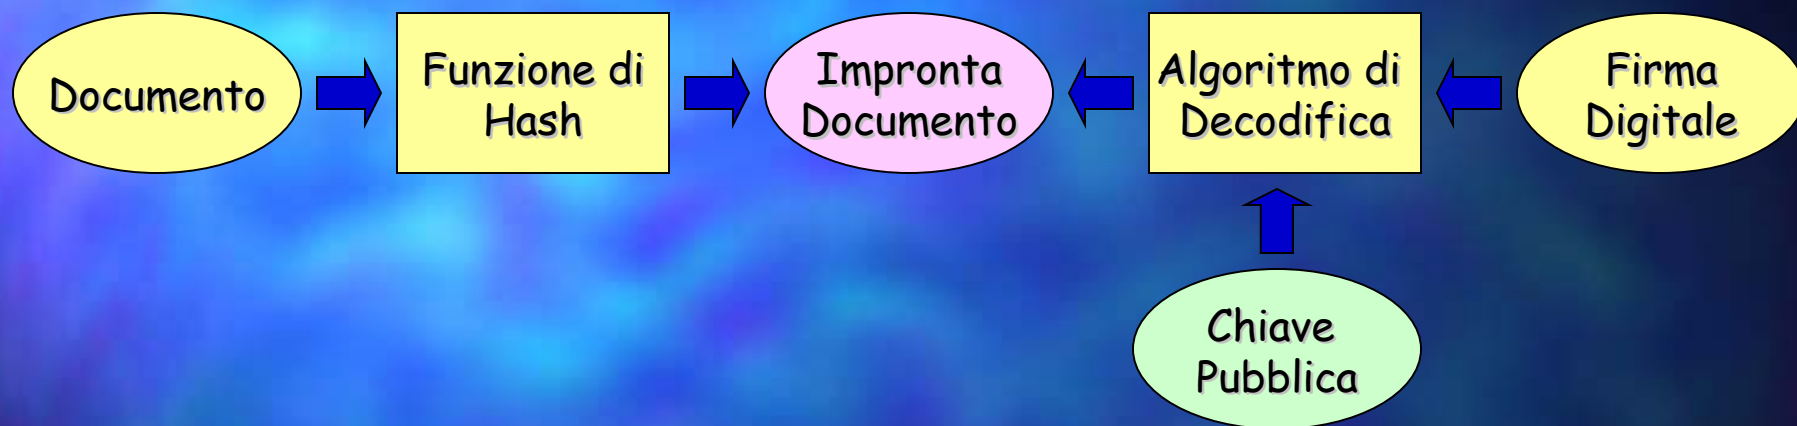 Documento
Funzione di
Hash
Impronta
Documento
Algoritmo di
Decodifica
Firma
Digitale
Chiave
Pubblica